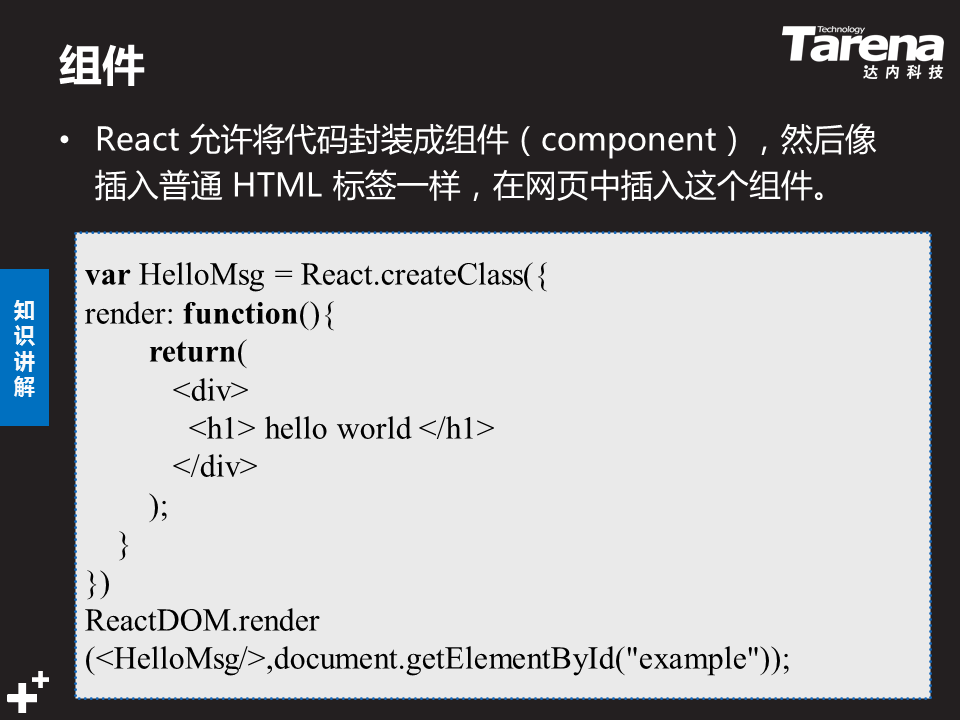 组件
Technology
Tarena
达内科技
• React 允许将代码封装成组件（component），然后像
插入普通 HTML 标签一样，在网页中插入这个组件。
知
识
讲
解
var HelloMsg = React.createClass({
render: function(){
return(
<div>
<h1> hello world </h1>
</div>
);
}
})
ReactDOM.render
(<HelloMsg/>,document.getElementById("example"));